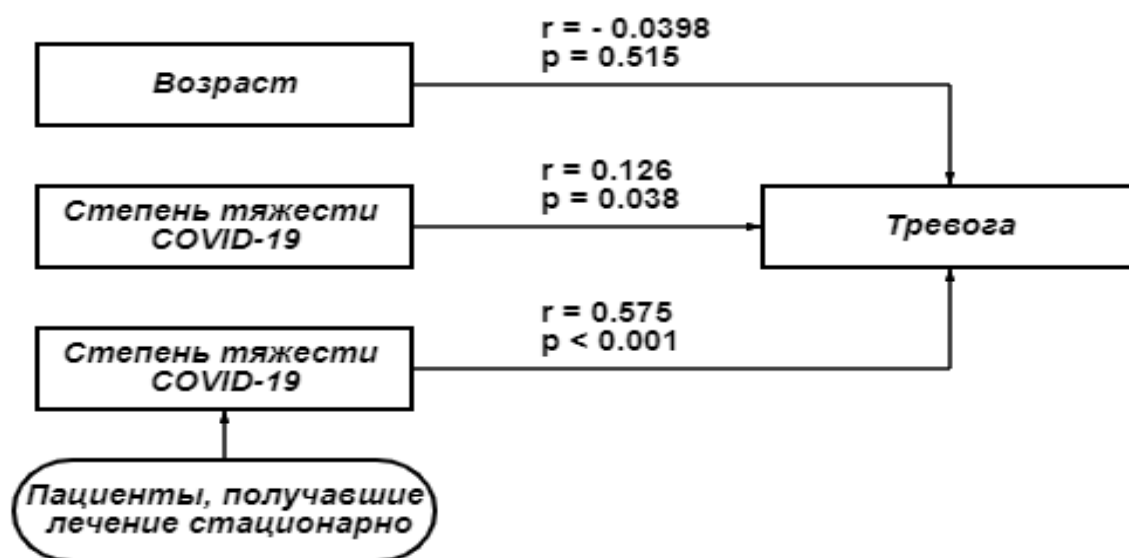 r = - 0.0398
p = 0.515
Возраст
r = 0.126
p = 0.038
Степень тяжести
COVID-19
Тревога
r = 0.575
p < 0.001
Степень тяжести
COVID-19
Пациенты, получавшие
лечение стационарно